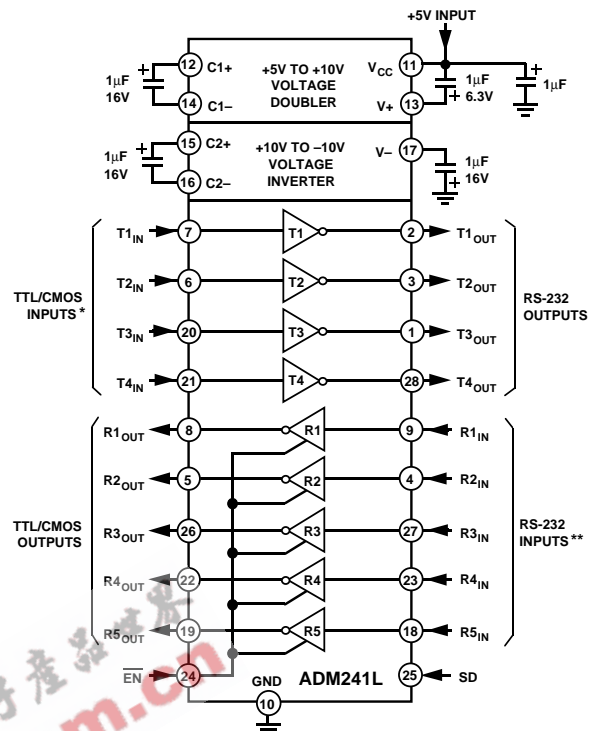 +5V INPUT
1μF
16V
12
C1+
14
C1–
+5V TO +10V
VOLTAGE
DOUBLER
VCC
11
V+
13
1μF
6.3V
1μF
1μF
16V
15
C2+
16
C2–
+10V TO –10V
VOLTAGE
INVERTER
V–
17
1μF
16V
TTL/CMOS
INPUTS *
T1IN
7
T1
2
T1OUT
T2IN
6
T2
3
T2OUT
T3IN
20
T3
1
T3OUT
T4IN
21
T4
28
T4OUT
RS-232
OUTPUTS
TTL/CMOS
OUTPUTS
R1OUT
8
R1
9
R1IN
R2OUT
5
R2
4
R2IN
R3OUT
26
R3
27
R3IN
R4OUT
22
R4
23
R4IN
R5OUT
19
R5
18
R5IN
RS-232
INPUTS **
EN
24
GND
10
ADM241L
25
SD